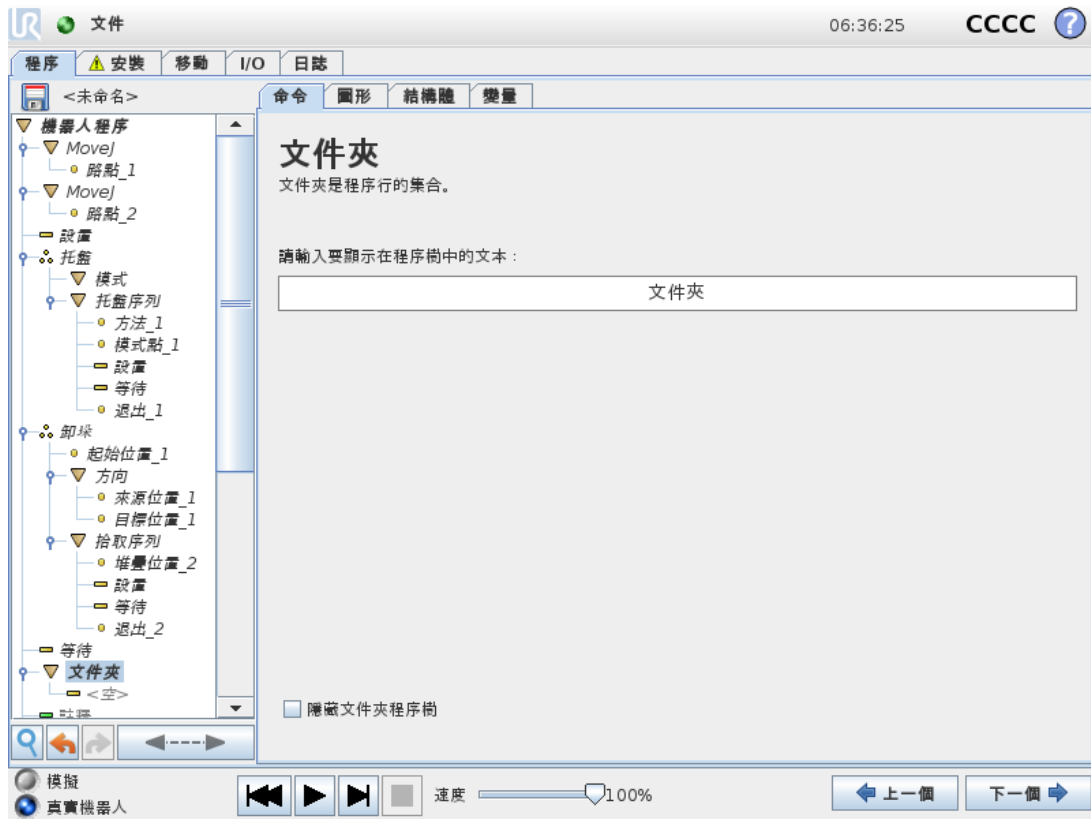 UR 文件 06:36:25 CCCC ?
程序 安裝 移動 I/O 日誌
<未命名>
命令 圖形 結構體 變量
機器人程序
MoveJ
路點_1
MoveJ
路點_2
設置
托盤
模式
托盤序列
方法_1
模式點_1
設置
等待
退出_1
卸垛
起始位置_1
方向
來源位置_1
目標位置_1
拾取序列
堆疊位置_2
設置
等待
退出_2
等待
文件夾
<空>
註釋
文件夾
文件夾是程序行的集合。
請輸入要顯示在程序樹中的文本：
文件夾
隱藏文件夾程序樹
模擬
真實機器人
速度 100%
上一個 下一個